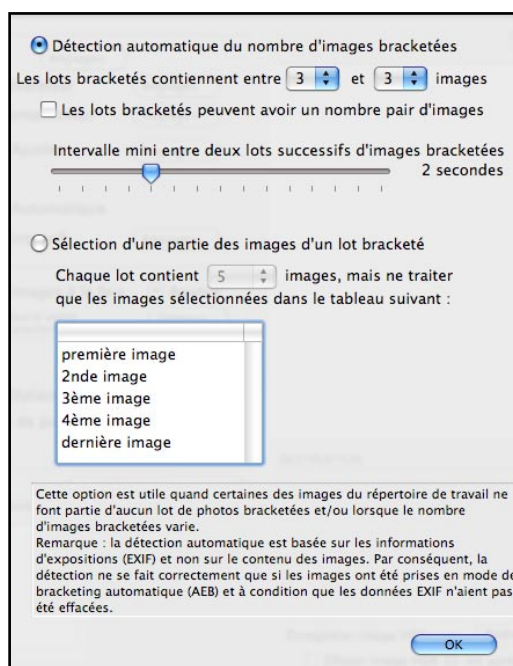 Détection automatique du nombre d'images bracketées
Les lots bracketés contiennent entre 3 et 3 images
Les lots bracketés peuvent avoir un nombre pair d'images
Intervalle mini entre deux lots successifs d'images bracketées
2 secondes
Sélection d'une partie des images d'un lot bracketé
Chaque lot contient 5 images, mais ne traiter
que les images sélectionnées dans le tableau suivant :
première image
2nde image
3ème image
4ème image
dernière image
Cette option est utile quand certaines des images du répertoire de travail ne
font partie d'aucun lot de photos bracketées et/ou lorsque le nombre
d'images bracketées varie.
Remarque : la détection automatique est basée sur les informations
d'expositions (EXIF) et non sur le contenu des images. Par conséquent, la
détection ne se fait correctement que si les images ont été prises en mode de
bracketing automatique (AEB) et à condition que les données EXIF n'aient pas
été effacées.
OK